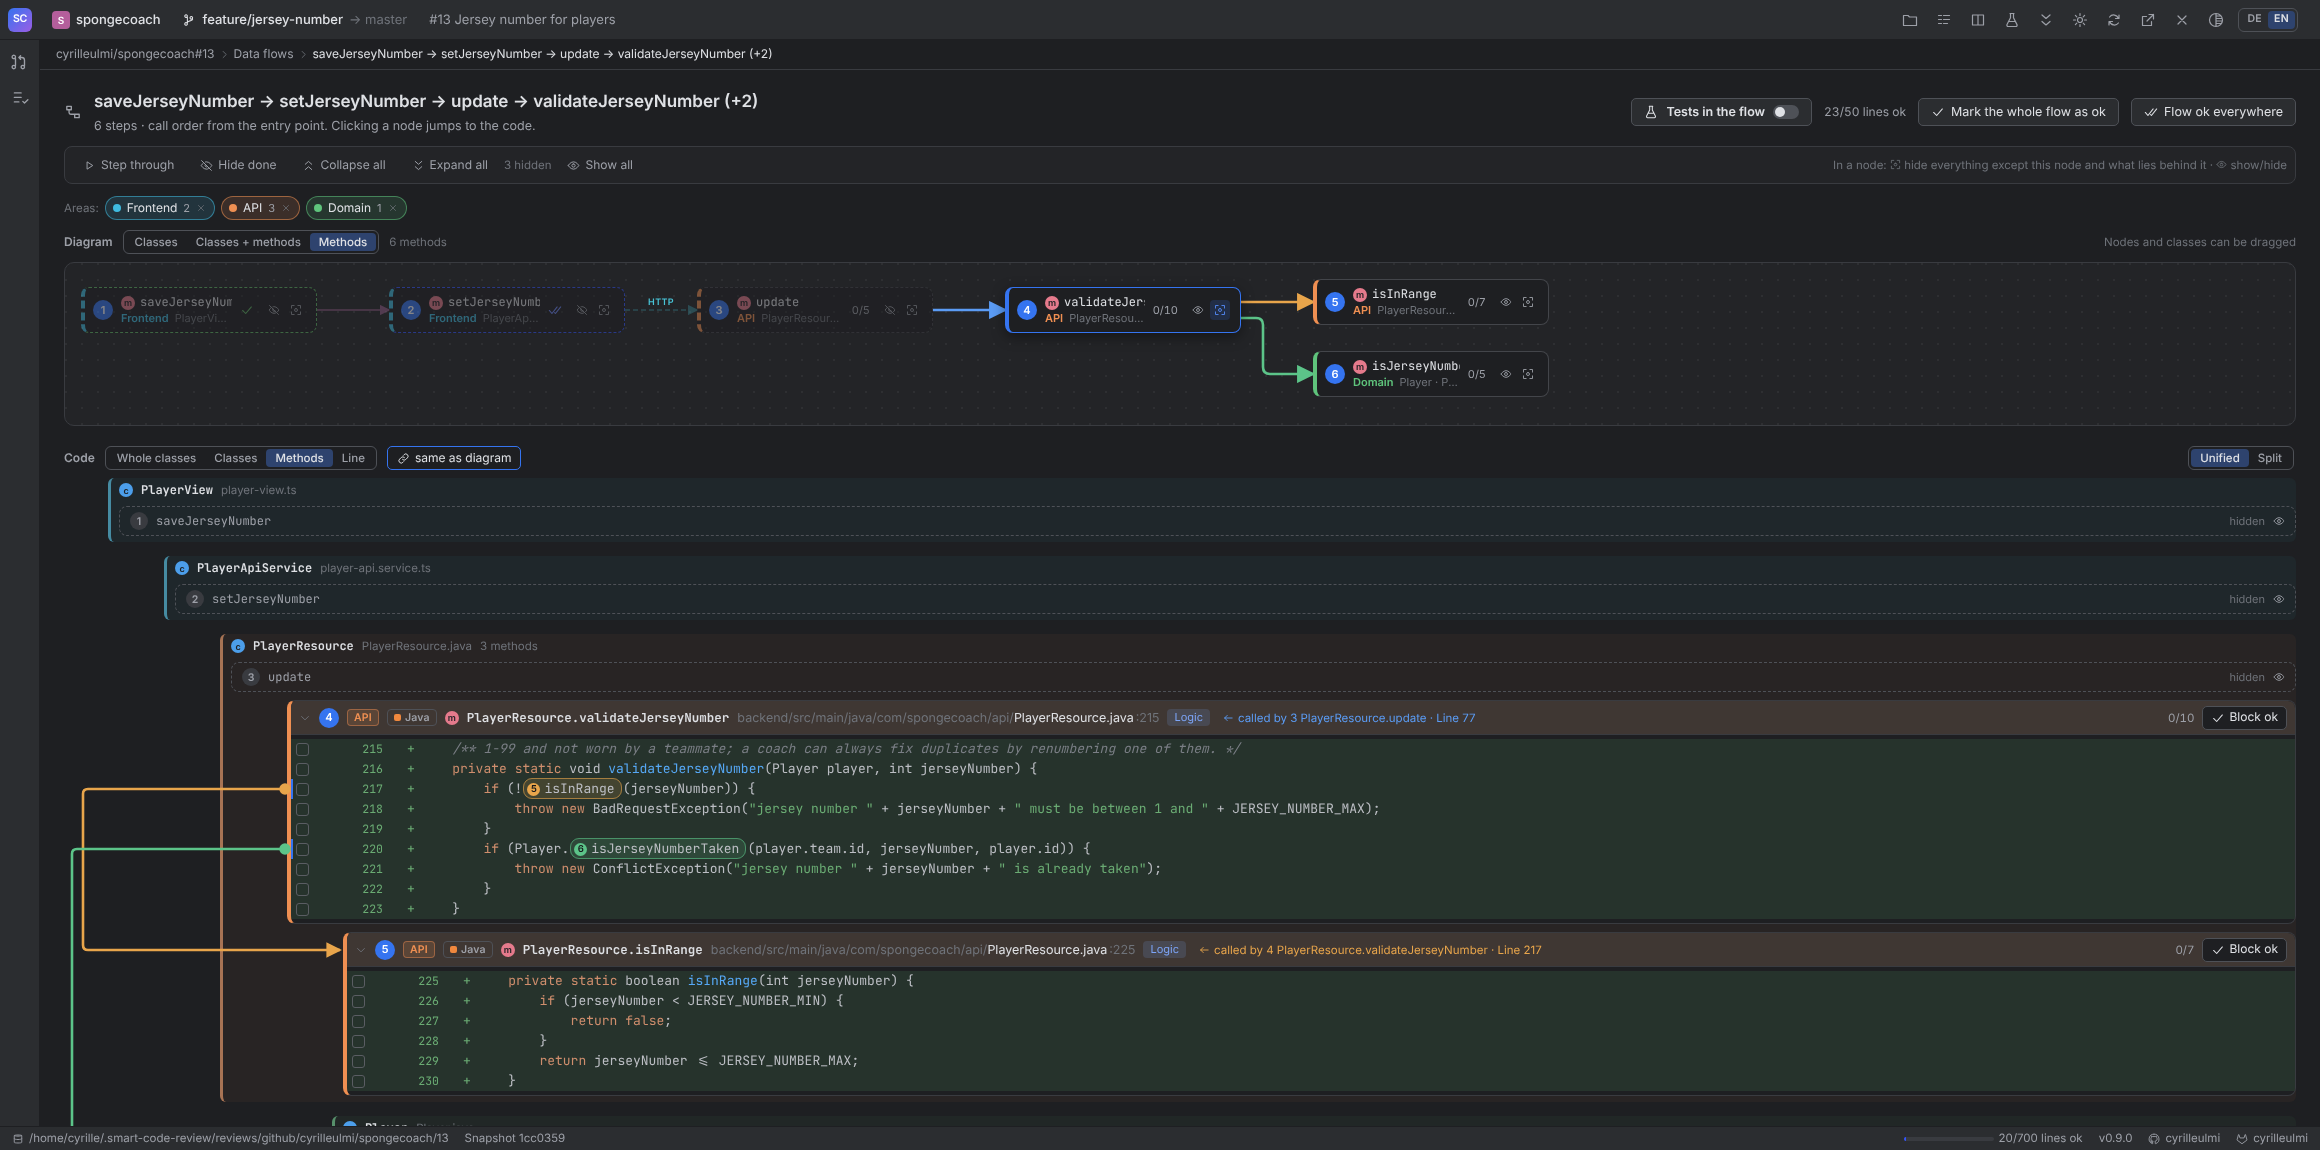 SC S spongecoach feature/jersey-number → master #13 Jersey number for players DE EN
cyrilleulmi/spongecoach#13 > Data flows > saveJerseyNumber → setJerseyNumber → update → validateJerseyNumber (+2)
saveJerseyNumber → setJerseyNumber → update → validateJerseyNumber (+2)
6 steps · call order from the entry point. Clicking a node jumps to the code.
Tests in the flow 23/50 lines ok Mark the whole flow as ok Flow ok everywhere
Step through Hide done Collapse all Expand all 3 hidden Show all In a node: hide everything except this node and what lies behind it · show/hide
Areas: Frontend 2 × API 3 × Domain 1 ×
Diagram Classes Classes + methods Methods 6 methods Nodes and classes can be dragged
1 m saveJerseyNum
Frontend PlayerVi...
2 m setJerseyNumb
Frontend PlayerAp...
HTTP
3 m update
API PlayerResour... 0/5
4 m validateJer
API PlayerResou... 0/10
5 m isInRange
API PlayerResour... 0/7
6 m isJerseyNumb
Domain Player · P... 0/5
Code Whole classes Classes Methods Line same as diagram Unified Split
c PlayerView player-view.ts
1 saveJerseyNumber hidden
c PlayerApiService player-api.service.ts
2 setJerseyNumber hidden
c PlayerResource PlayerResource.java 3 methods
3 update hidden
4 API Java m PlayerResource.validateJerseyNumber backend/src/main/java/com/spongecoach/api/PlayerResource.java:215 Logic ← called by 3 PlayerResource.update · Line 77 0/10 Block ok
215 + /** 1-99 and not worn by a teammate; a coach can always fix duplicates by renumbering one of them. */
216 + private static void validateJerseyNumber(Player player, int jerseyNumber) {
217 + if (!5 isInRange(jerseyNumber)) {
218 + throw new BadRequestException("jersey number " + jerseyNumber + " must be between 1 and " + JERSEY_NUMBER_MAX);
219 + }
220 + if (Player.6 isJerseyNumberTaken(player.team.id, jerseyNumber, player.id)) {
221 + throw new ConflictException("jersey number " + jerseyNumber + " is already taken");
222 + }
223 + }
5 API Java m PlayerResource.isInRange backend/src/main/java/com/spongecoach/api/PlayerResource.java:225 Logic ← called by 4 PlayerResource.validateJerseyNumber · Line 217 0/7 Block ok
225 + private static boolean isInRange(int jerseyNumber) {
226 + if (jerseyNumber < JERSEY_NUMBER_MIN) {
227 + return false;
228 + }
229 + return jerseyNumber <= JERSEY_NUMBER_MAX;
230 + }
/home/cyrille/.smart-code-review/reviews/github/cyrilleulmi/spongecoach/13 Snapshot 1cc0359 20/700 lines ok v0.9.0 cyrilleulmi cyrilleulmi